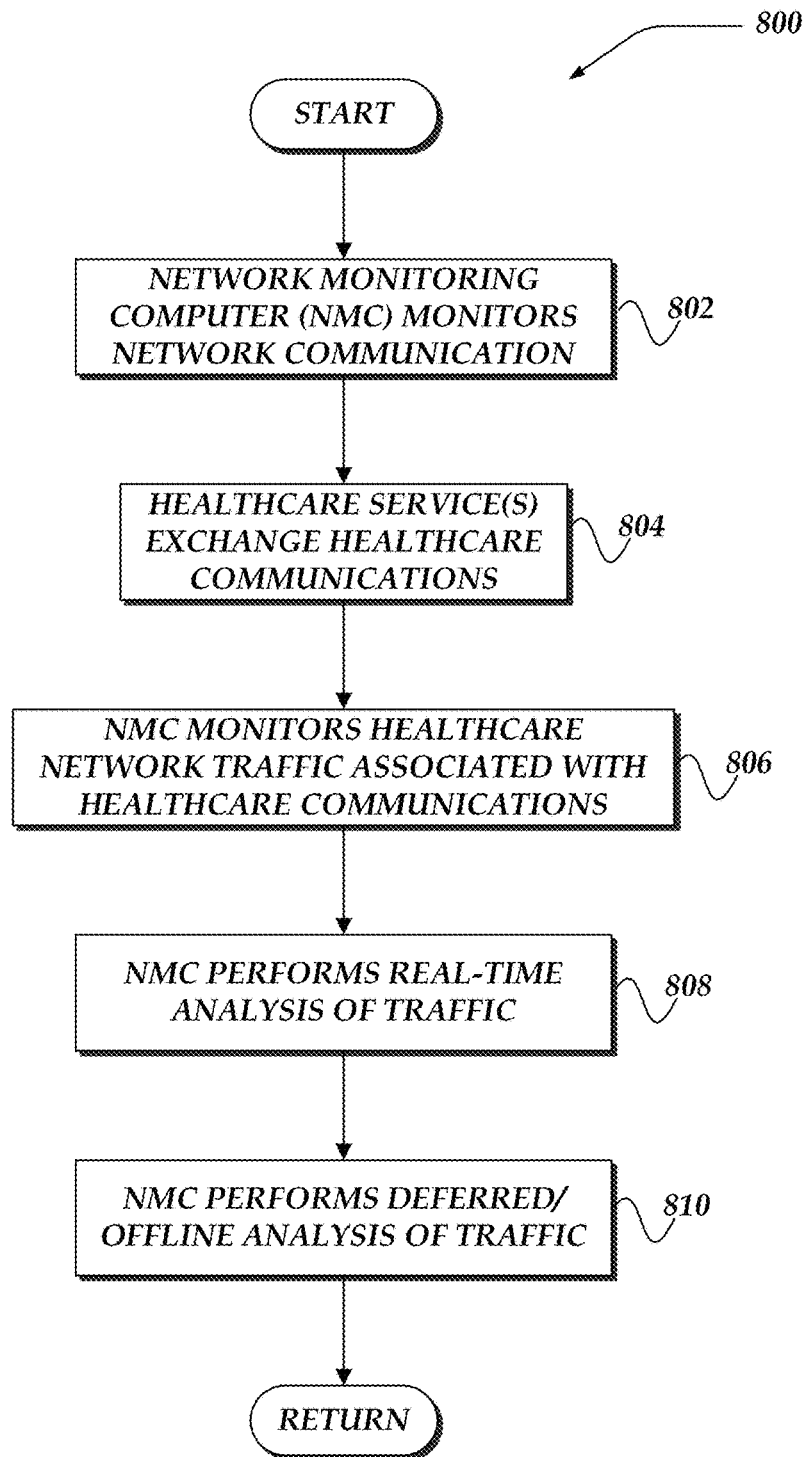 800
START
NETWORK MONITORING
COMPUTER (NMC) MONITORS
NETWORK COMMUNICATION
802
HEALTHCARE SERVICE(S)
EXCHANGE HEALTHCARE
COMMUNICATIONS
804
NMC MONITORS HEALTHCARE
NETWORK TRAFFIC ASSOCIATED WITH
HEALTHCARE COMMUNICATIONS
806
NMC PERFORMS REAL-TIME
ANALYSIS OF TRAFFIC
808
NMC PERFORMS DEFERRED/
OFFLINE ANALYSIS OF TRAFFIC
810
RETURN